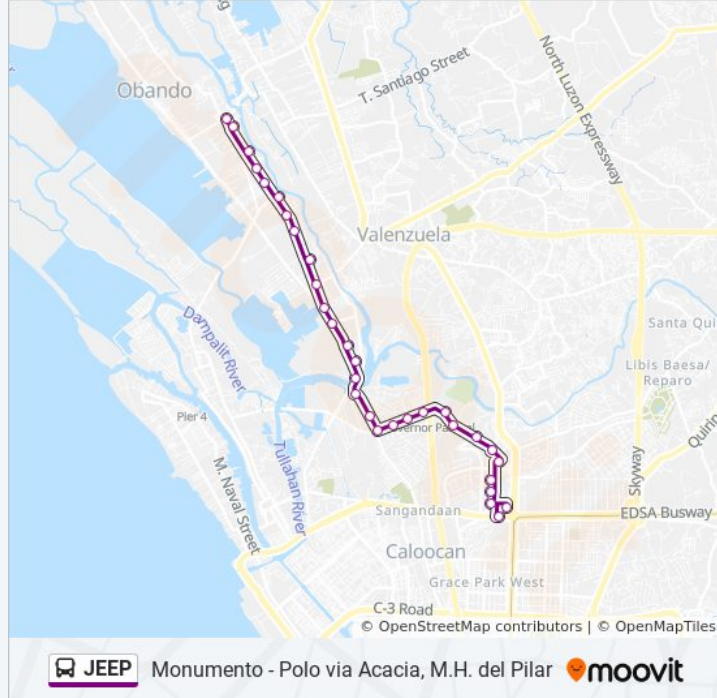 Obando
T. Santiago Street
North Luzon Expressway
Valenzuela
Dampalit River
Santa Qui
Libis Baesa/
Reparo
Pier 4
Skyway
Quirin
Tullahan River
M. Naval Street
Sangandaan
EDSA Busway
Caloocan
Grace Park West
C-3 Road
© OpenStreetMap contributors | © OpenMapTiles
JEEP Monumento - Polo via Acacia, M.H. del Pilar moovit